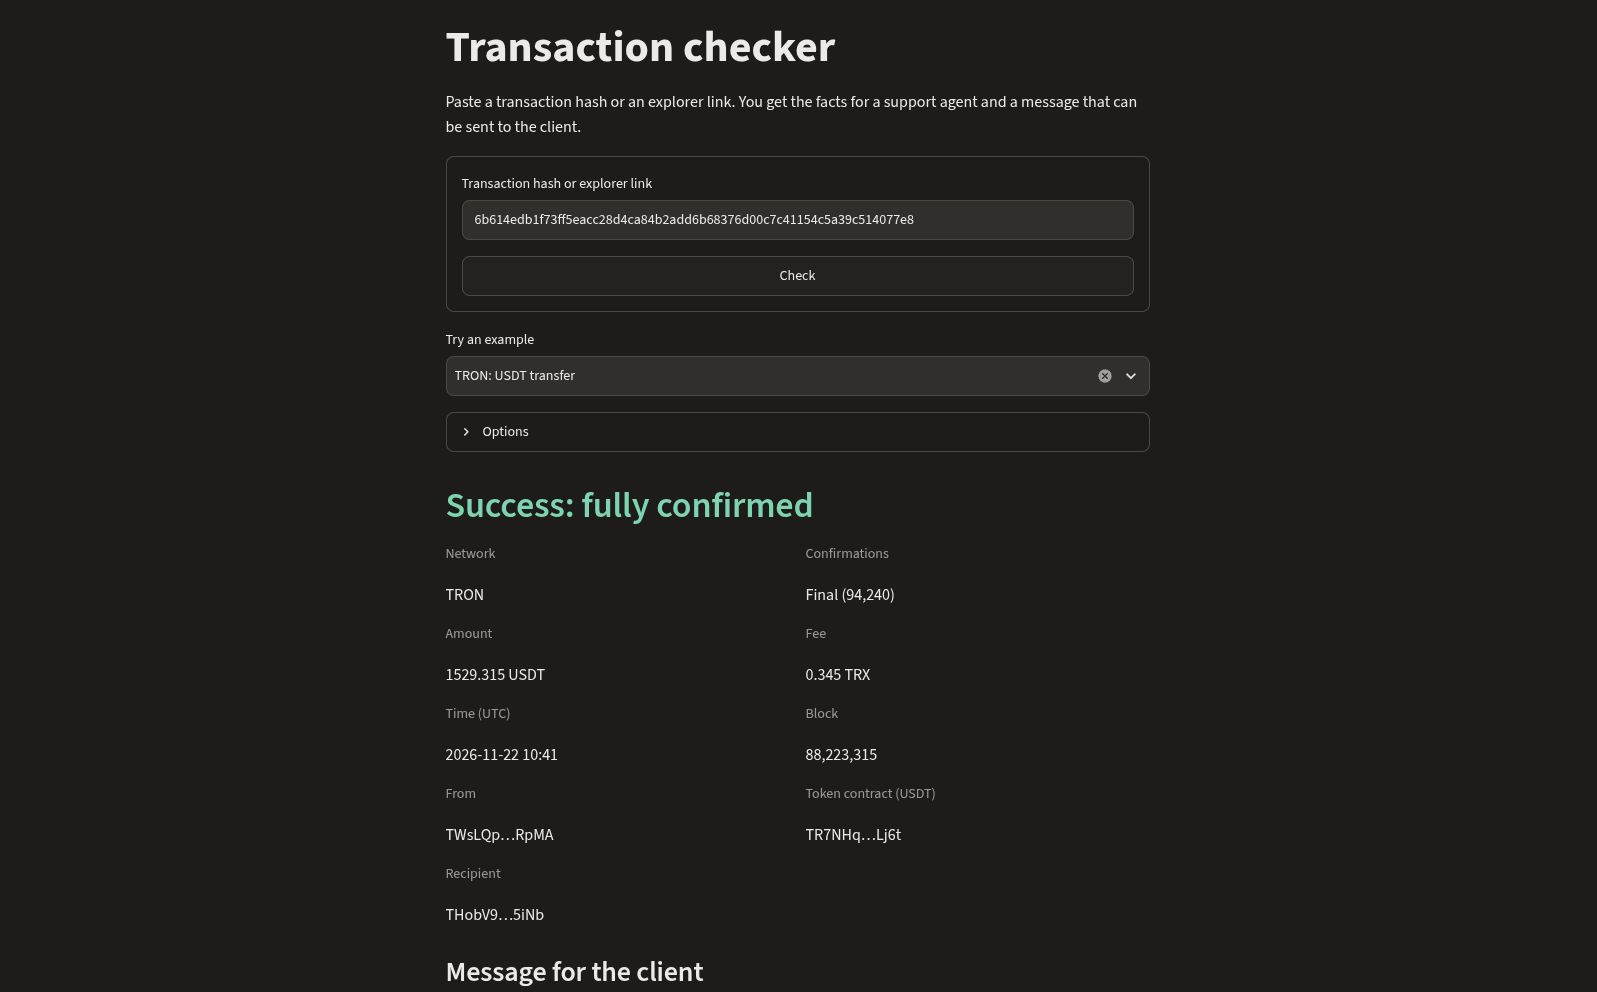 Transaction checker
Paste a transaction hash or an explorer link. You get the facts for a support agent and a message that can
be sent to the client.
Transaction hash or explorer link
6b614edb1f73ff5eacc28d4ca84b2add6b68376d00c7c41154c5a39c514077e8
Check
Try an example
TRON: USDT transfer
Options
Success: fully confirmed
Network
Confirmations
TRON
Final (94,240)
Amount
Fee
1529.315 USDT
0.345 TRX
Time (UTC)
Block
2026-11-22 10:41
88,223,315
From
Token contract (USDT)
TWsLQp…RpMA
TR7NHq…Lj6t
Recipient
THobV9…5iNb
Message for the client